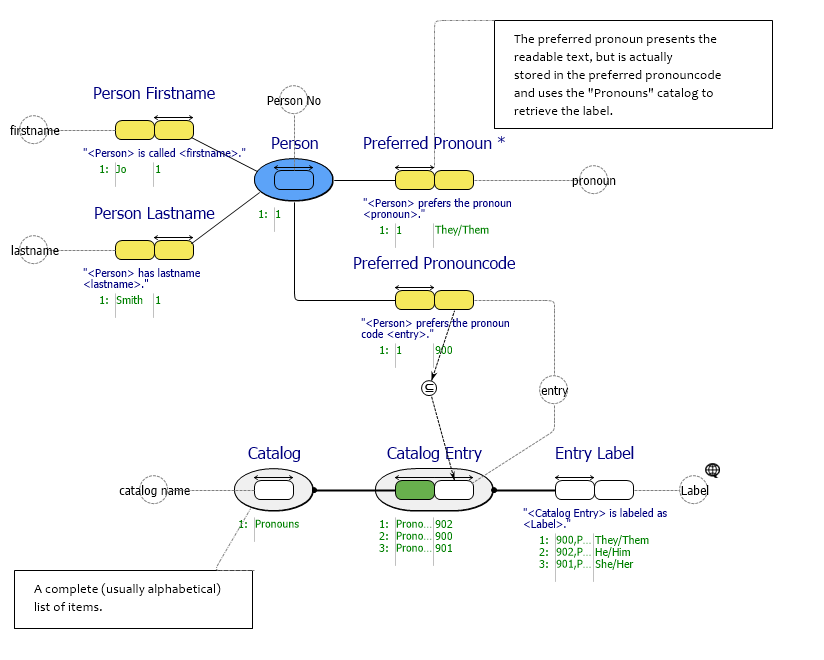 The preferred pronoun presents the
readable text, but is actually
stored in the preferred pronouncode
and uses the "Pronouns" catalog to
retrieve the label.
Person Firstname
Person No
firstname
Person
Preferred Pronoun *
"<Person> is called <firstname>."
1: Jo 1
pronoun
Person Lastname
1: 1
"<Person> prefers the pronoun
<pronoun>."
1: 1 They/Them
lastname
Preferred Pronouncode
"<Person> has lastname
<lastname>."
1: Smith 1
"<Person> prefers the pronoun
code <entry>."
1: 1 900
⊆
entry
Catalog
Catalog Entry
Entry Label
catalog name
Label
1: Pronouns
"<Catalog Entry> is labeled as
<Label>."
1: Prono... 902
2: Prono... 900
3: Prono... 901
1: 900,P... They/Them
2: 902,P... He/Him
3: 901,P... She/Her
A complete (usually alphabetical)
list of items.